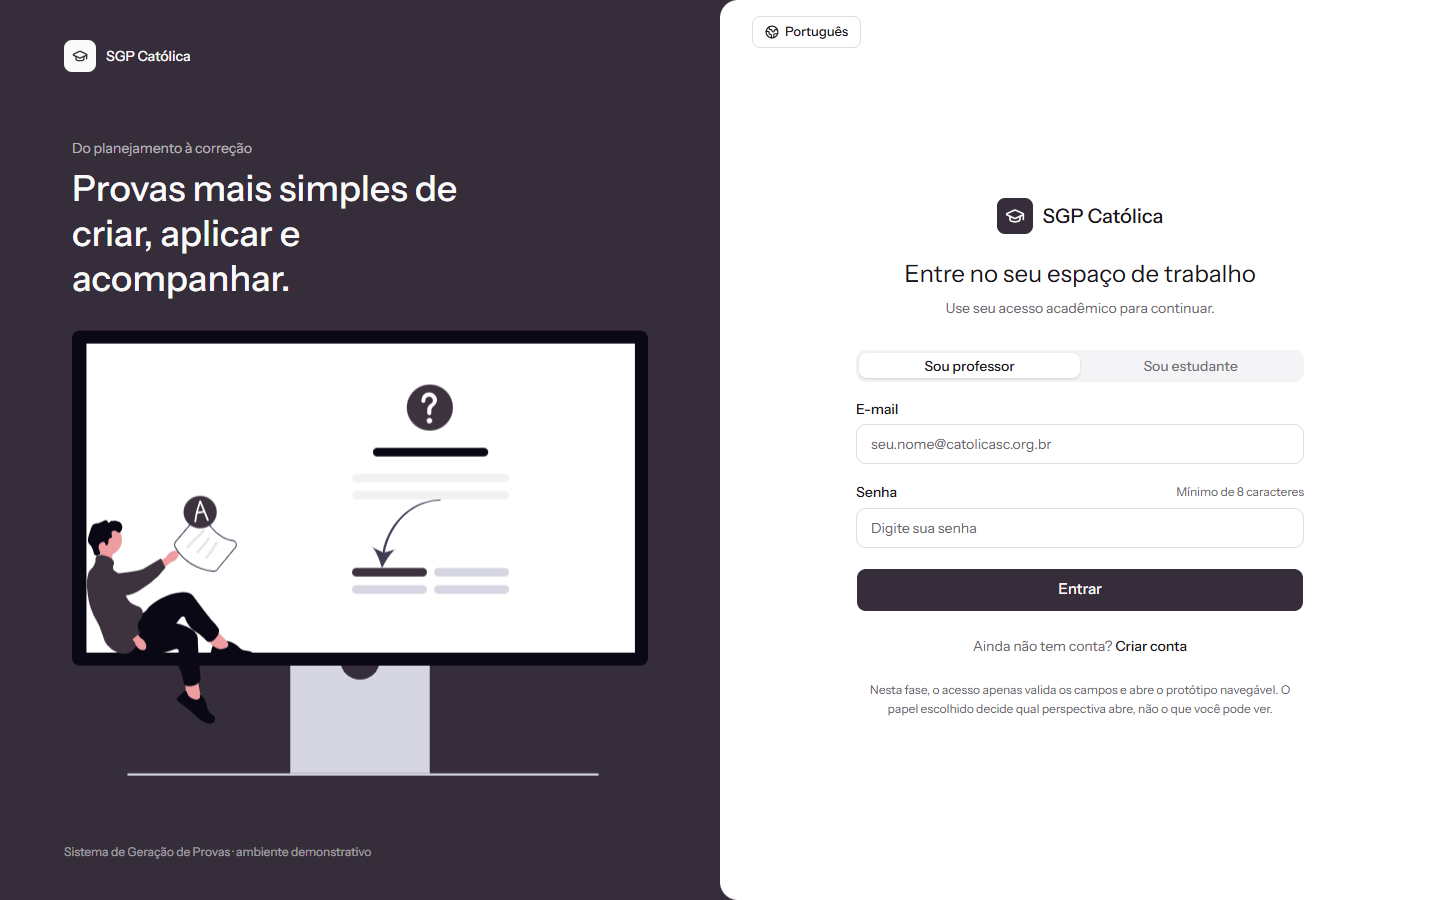 SGP Católica
Do planejamento à correção
Provas mais simples de
criar, aplicar e
acompanhar.
?
A
Sistema de Geração de Provas · ambiente demonstrativo
Português
SGP Católica
Entre no seu espaço de trabalho
Use seu acesso acadêmico para continuar.
Sou professor
Sou estudante
E-mail
seu.nome@catolicasc.org.br
Senha
Mínimo de 8 caracteres
Digite sua senha
Entrar
Ainda não tem conta? Criar conta
Nesta fase, o acesso apenas valida os campos e abre o protótipo navegável. O
papel escolhido decide qual perspectiva abre, não o que você pode ver.